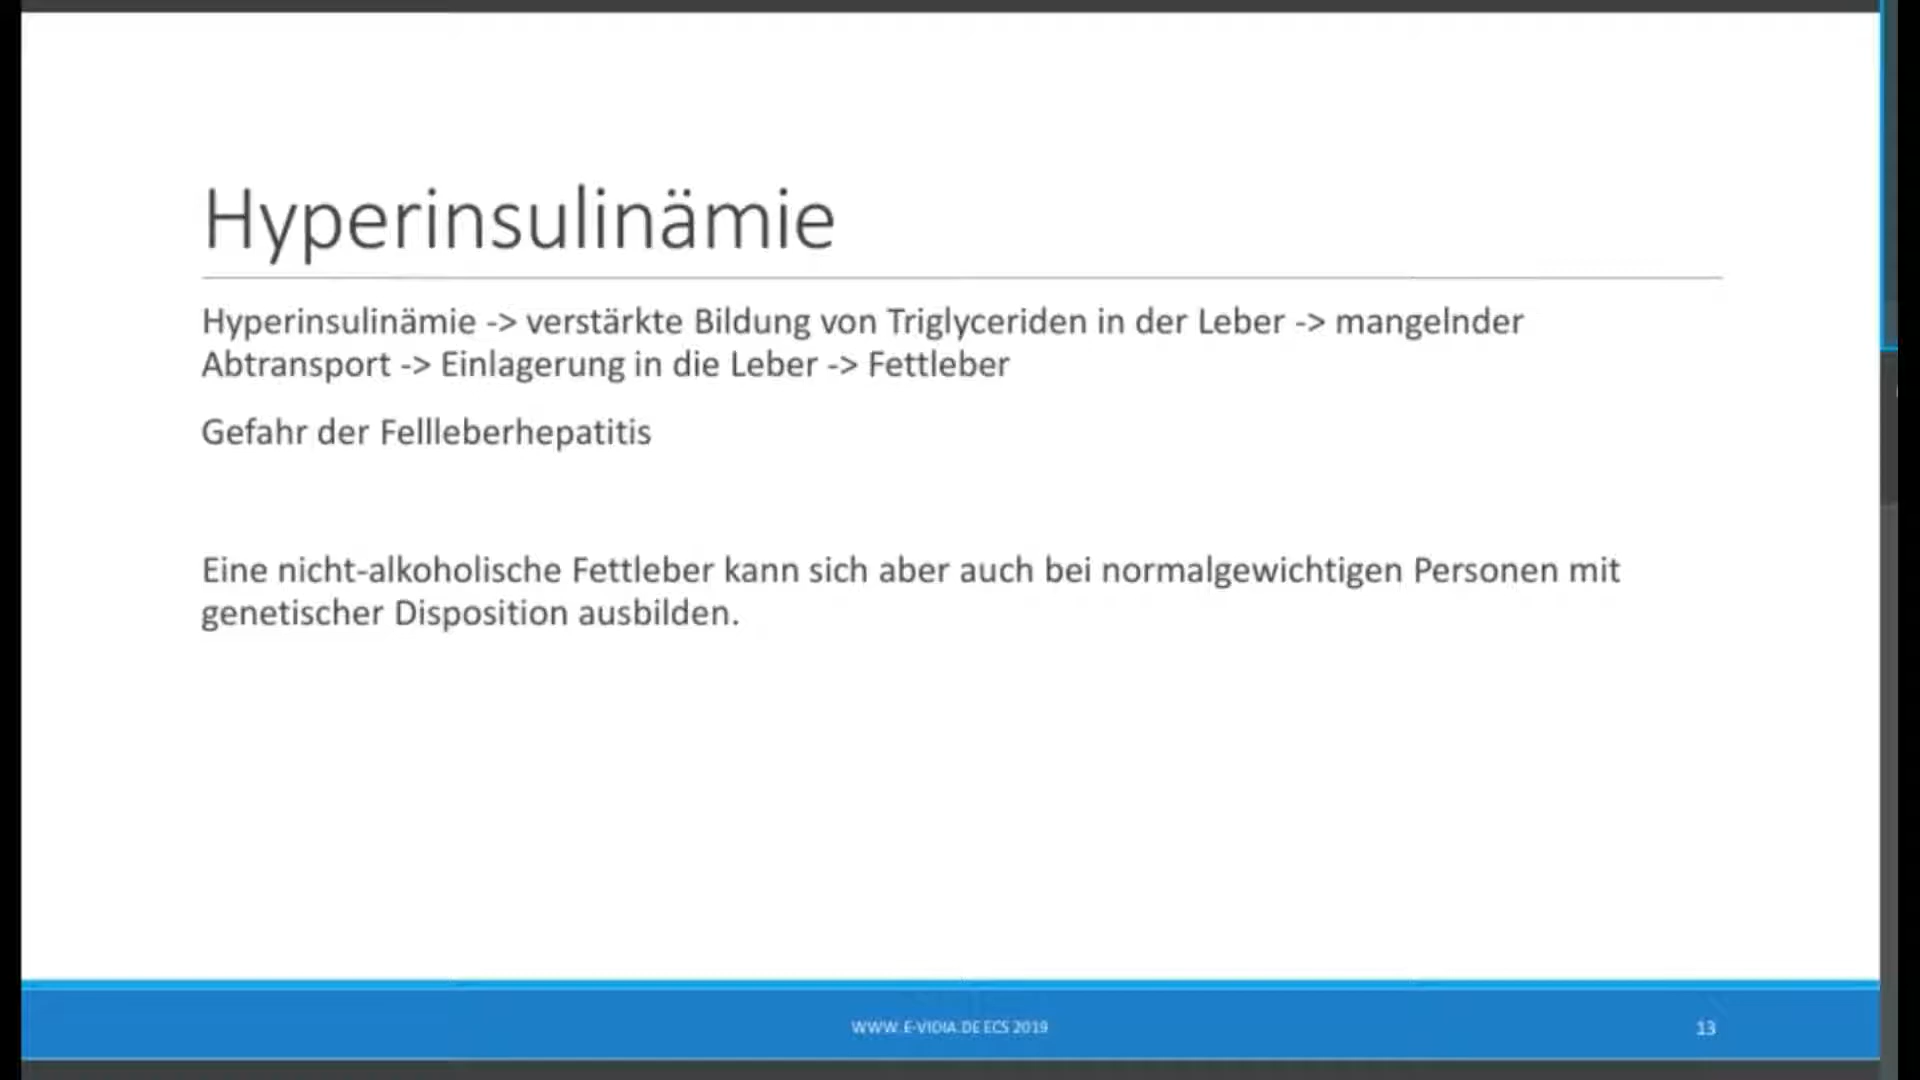 Hyperinsulinämie
Hyperinsulinämie -> verstärkte Bildung von Triglyceriden in der Leber -> mangelnder
Abtransport -> Einlagerung in die Leber -> Fettleber
Gefahr der Fellleberhepatitis
Eine nicht-alkoholische Fettleber kann sich aber auch bei normalgewichtigen Personen mit
genetischer Disposition ausbilden.
WWW.E-VIDIA.DE ECS 2019
13